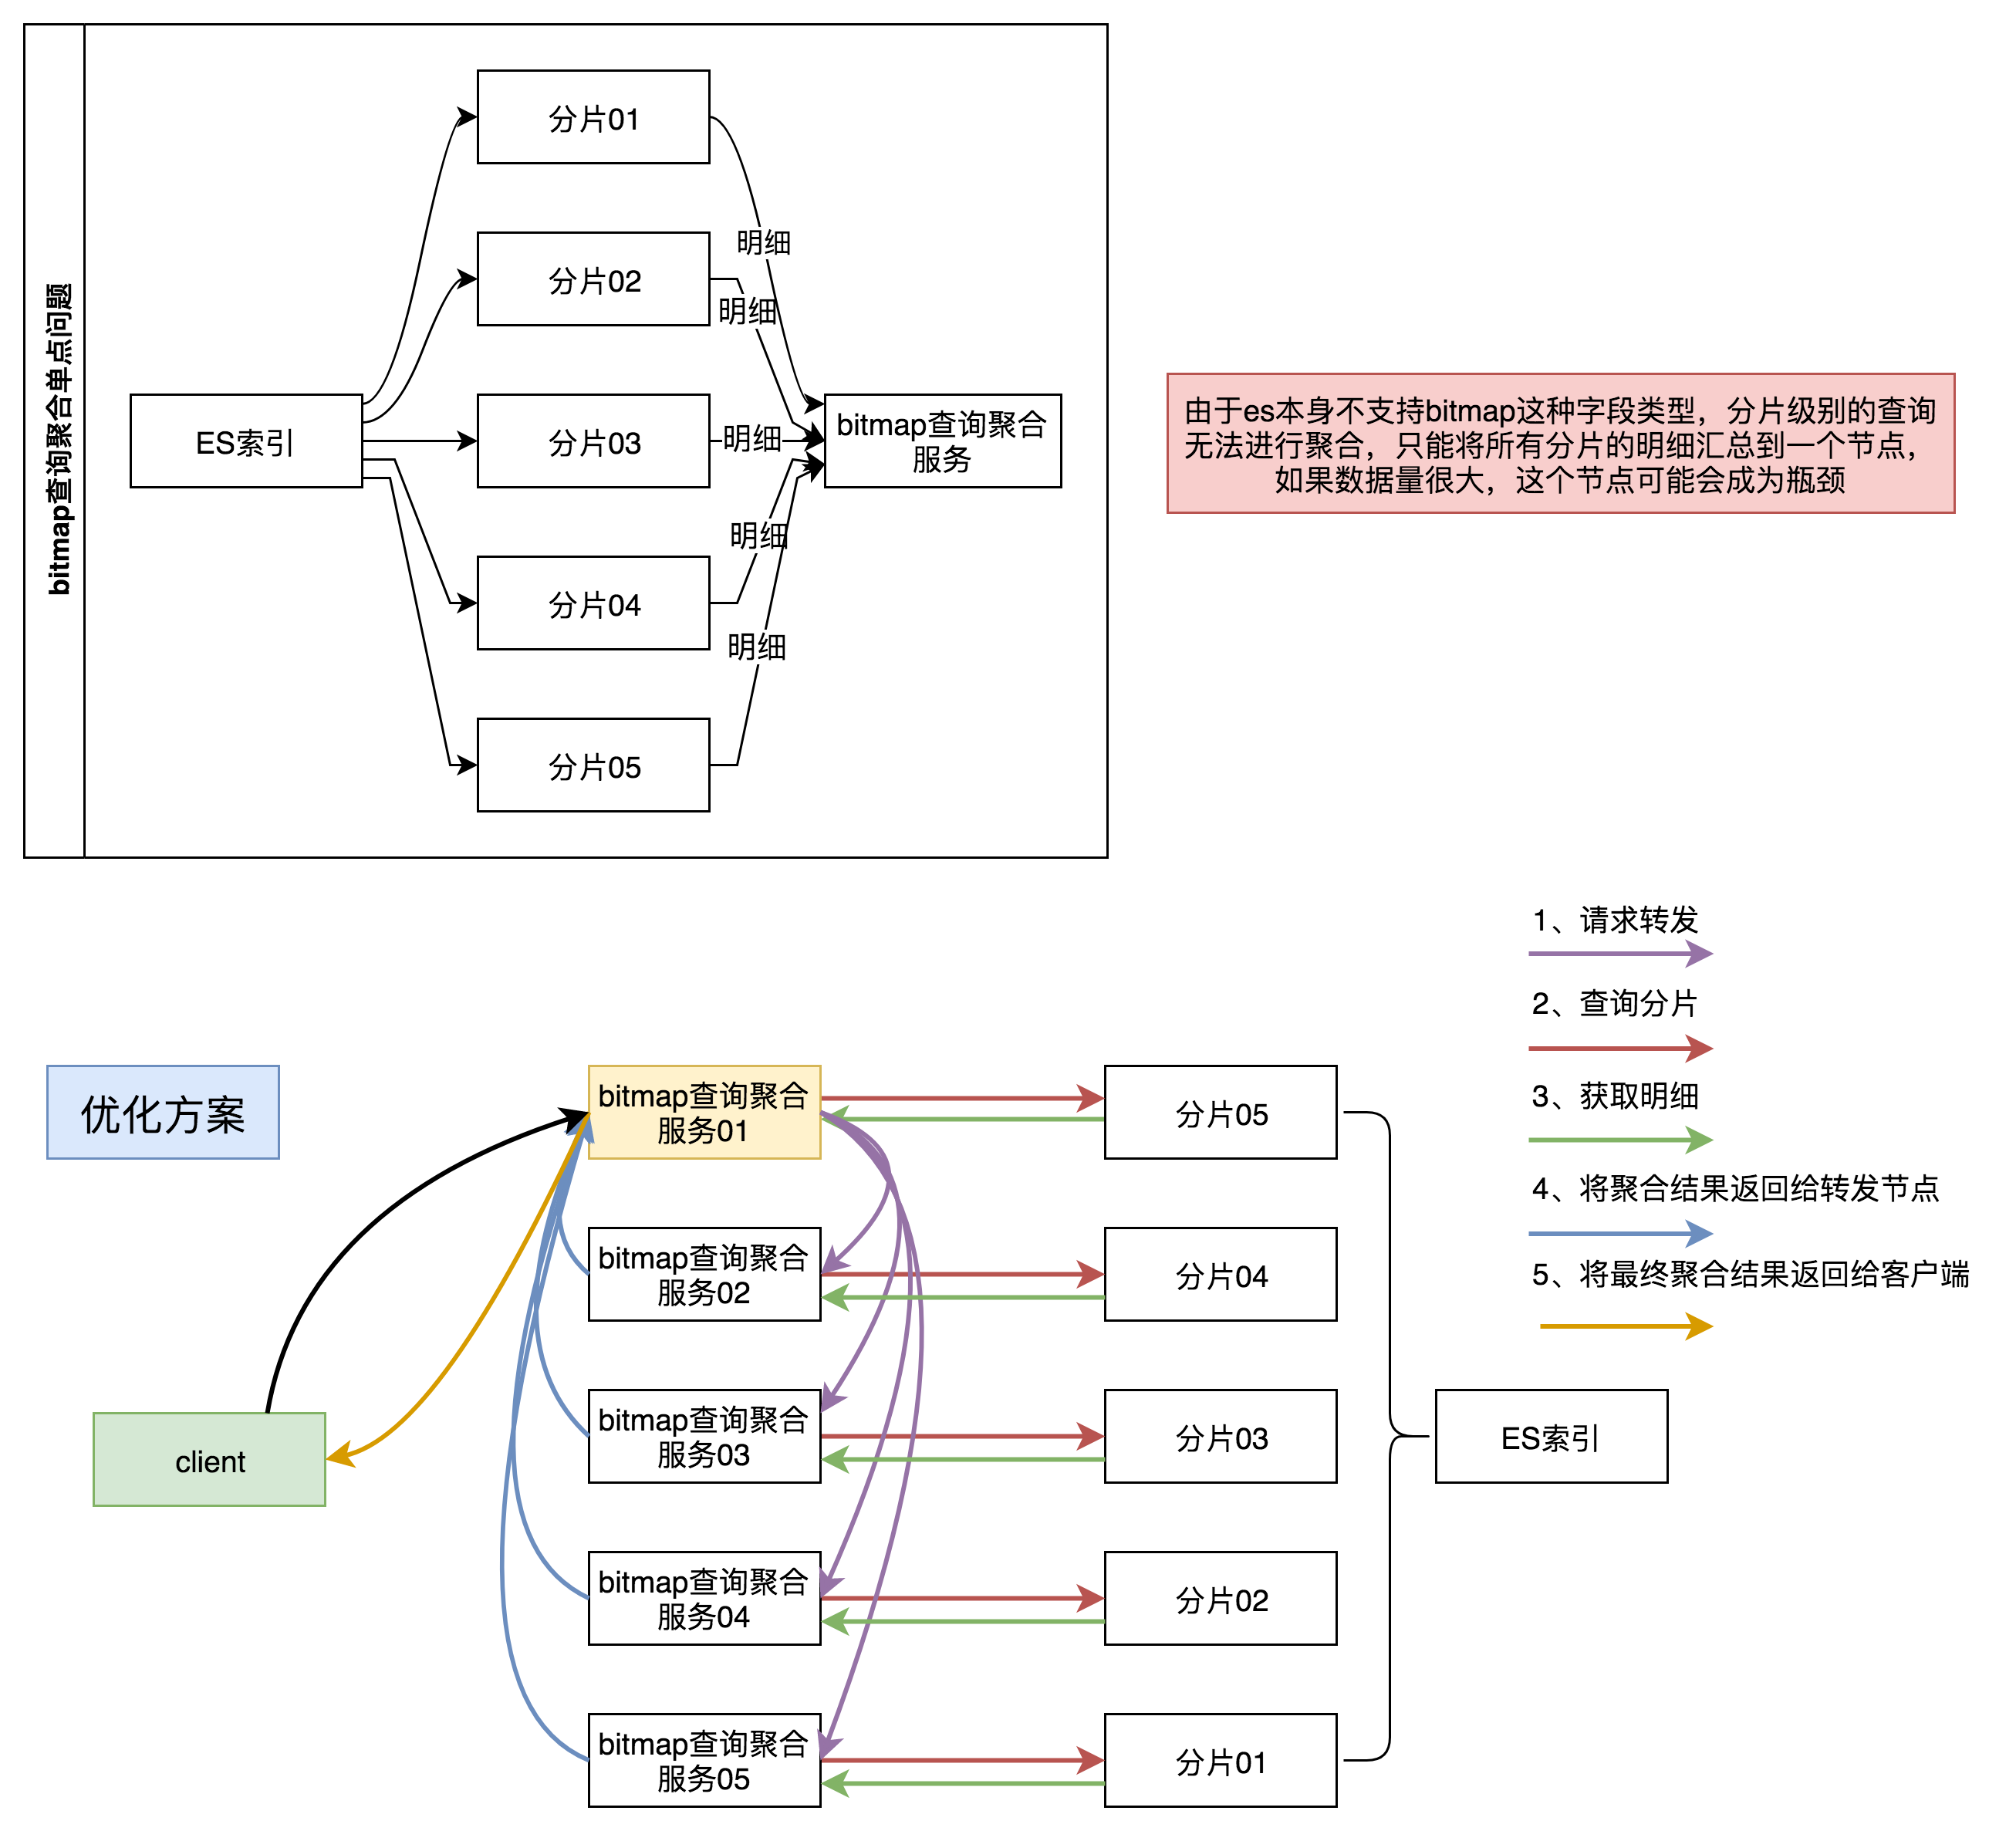 bitmap查询聚合单点问题
ES索引
分片01
分片02
分片03
分片04
分片05
明细
明细
明细
明细
明细
bitmap查询聚合
服务
由于es本身不支持bitmap这种字段类型，分片级别的查询
无法进行聚合，只能将所有分片的明细汇总到一个节点，
如果数据量很大，这个节点可能会成为瓶颈
1、请求转发
2、查询分片
3、获取明细
4、将聚合结果返回给转发节点
5、将最终聚合结果返回给客户端
优化方案
client
bitmap查询聚合
服务01
bitmap查询聚合
服务02
bitmap查询聚合
服务03
bitmap查询聚合
服务04
bitmap查询聚合
服务05
分片05
分片04
分片03
分片02
分片01
ES索引